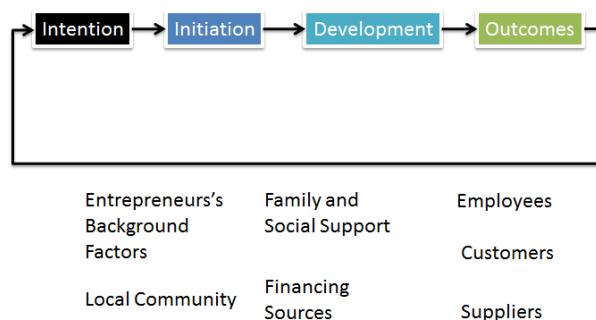 Intention Initiation Development Outcomes
Entrepreneurs's
Background
Factors
Local Community
Family and
Social Support
Financing
Sources
Employees
Customers
Suppliers